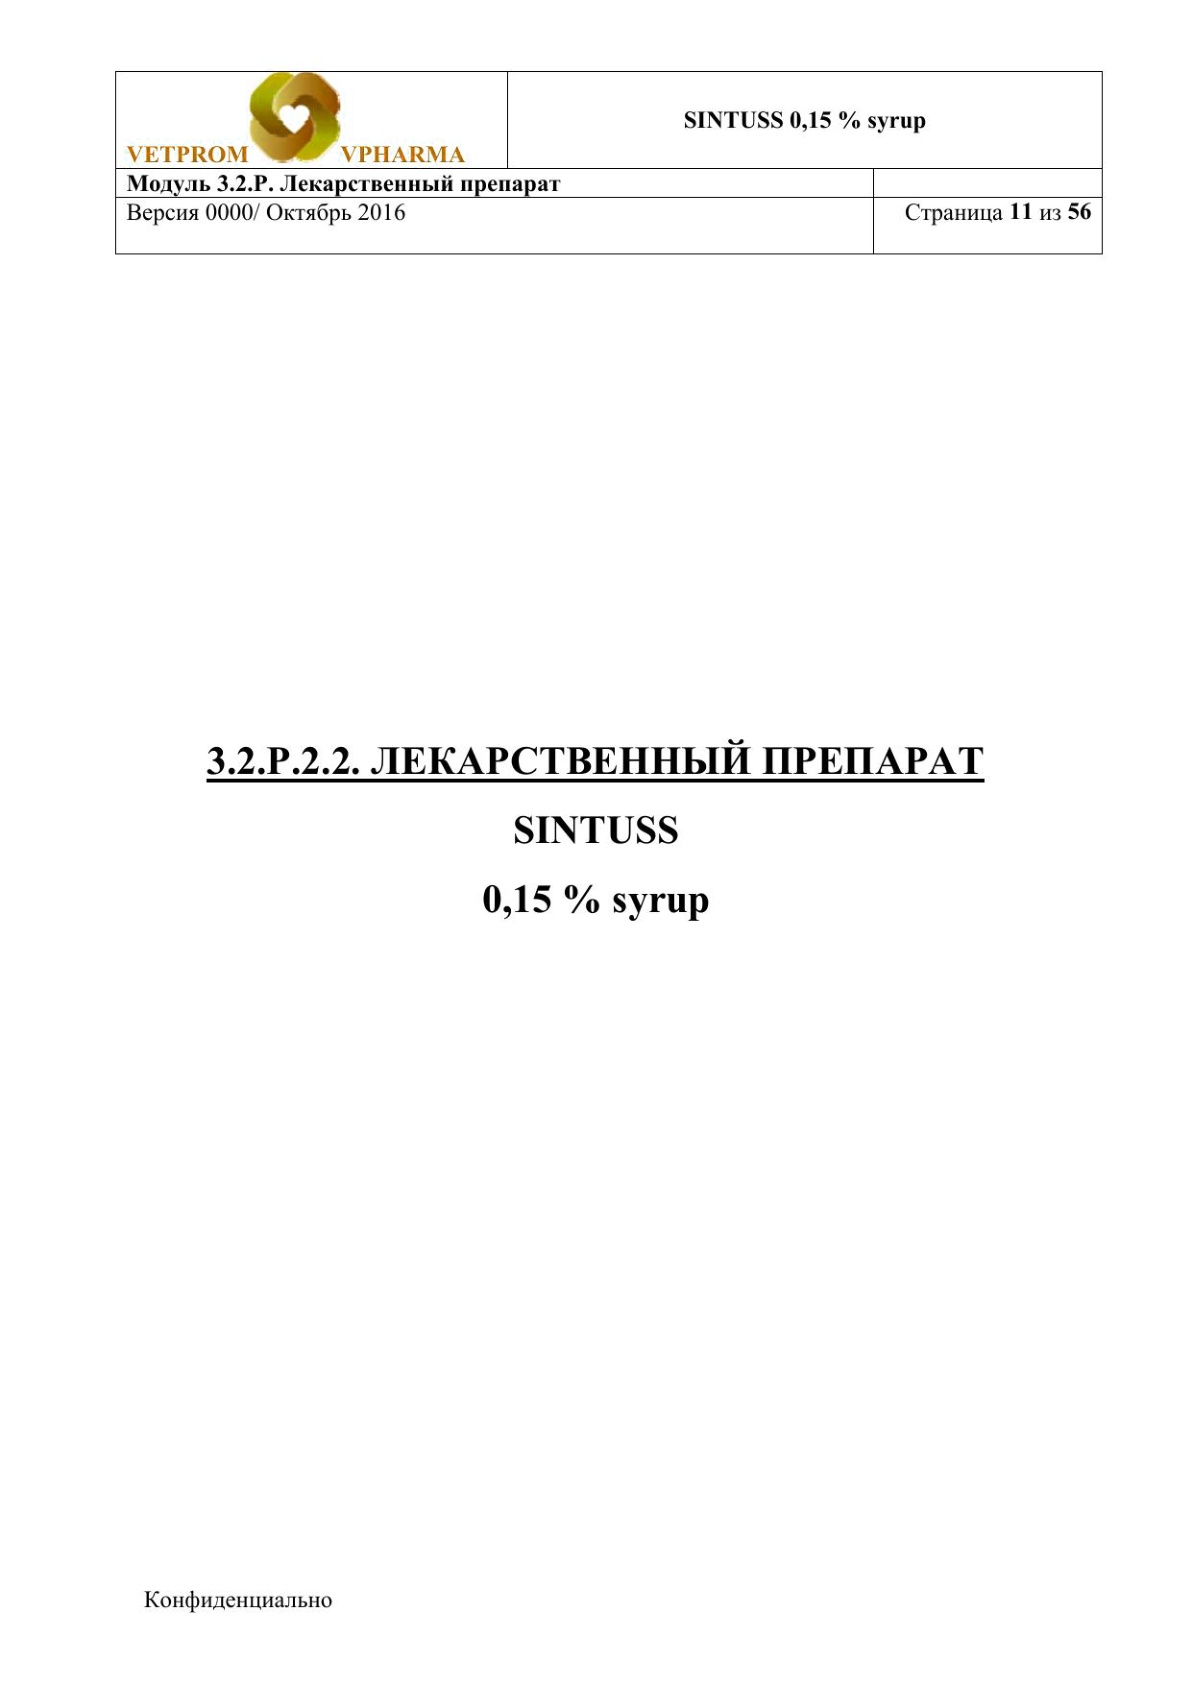 VETPROM VPHARMA
SINTUSS 0,15 % syrup
Модуль 3.2.P. Лекарственный препарат
Версия 0000/ Октябрь 2016
Страница 11 из 56
3.2.P.2.2. ЛЕКАРСТВЕННЫЙ ПРЕПАРАТ
SINTUSS
0,15 % syrup
Конфиденциально